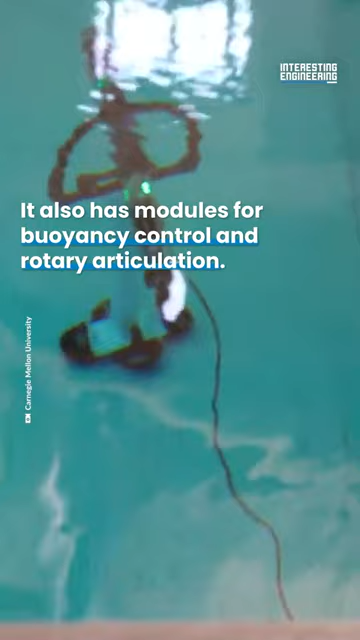 INTERESTING
ENGINEERING
It also has modules for
buoyancy control and
rotary articulation.
Carnegie Mellon University